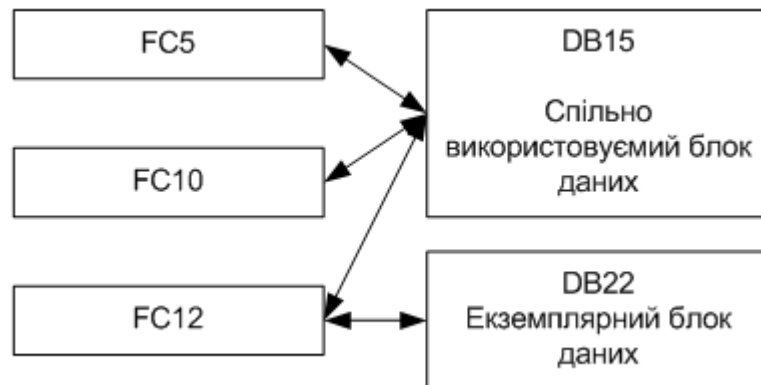 FC5
FC10
FC12
DB15
Спільно
використовуємий блок
даних
DB22
Екземплярний блок
даних